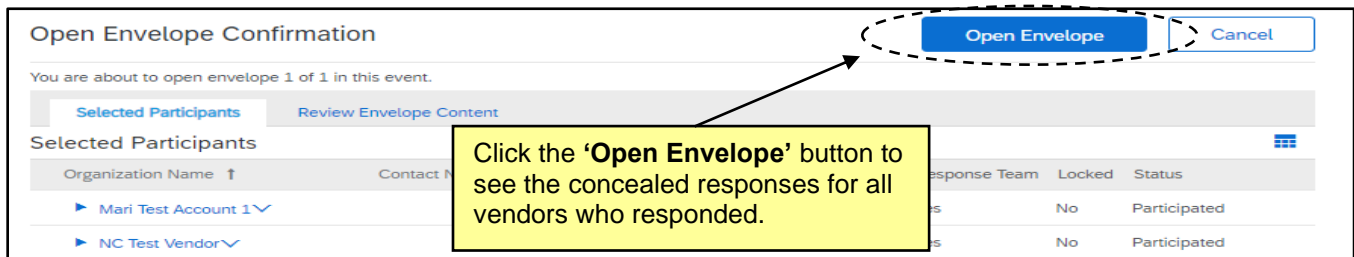 Open Envelope Confirmation
Open Envelope
Cancel
You are about to open envelope 1 of 1 in this event.
Selected Participants Review Envelope Content
Selected Participants
Click the ‘Open Envelope’ button to
see the concealed responses for all
vendors who responded.
Organization Name ↑ Contact Locked Status
Mari Test Account 1 No Participated
NC Test Vendor No Participated